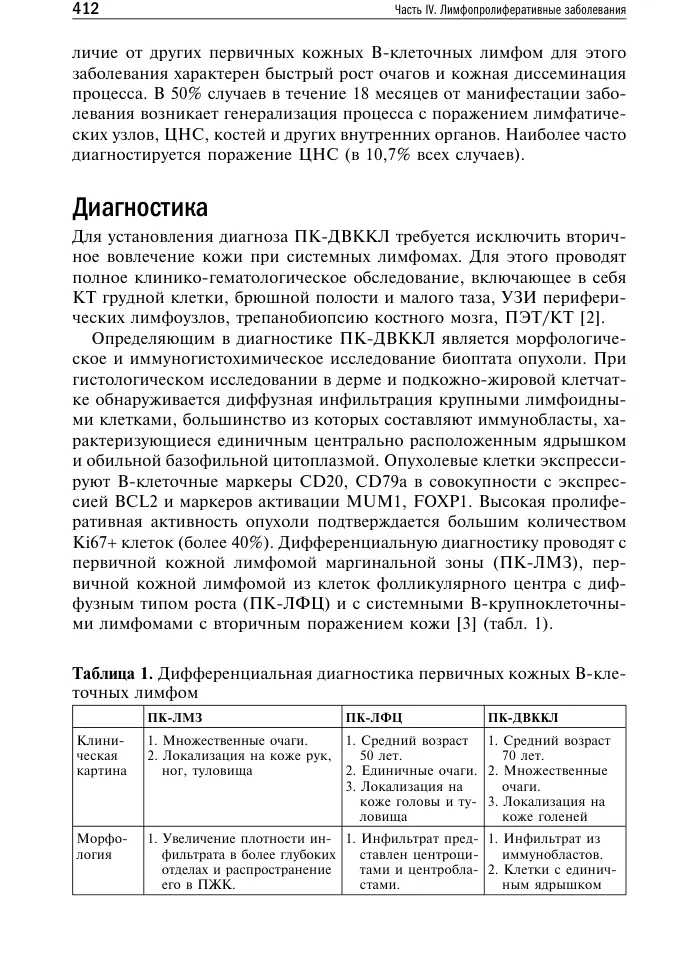 412
Часть IV. Лимфопролиферативные заболевания
личие от других первичных кожных В-клеточных лимфом для этого
заболевания характерен быстрый рост очагов и кожная диссеминация
процесса. В 50% случаев в течение 18 месяцев от манифестации забо-
левания возникает генерализация процесса с поражением лимфатиче-
ских узлов, ЦНС, костей и других внутренних органов. Наиболее часто
диагностируется поражение ЦНС (в 10,7% всех случаев).
Диагностика
Для установления диагноза ПК-ДВККЛ требуется исключить вторич-
ное вовлечение кожи при системных лимфомах. Для этого проводят
полное клинико-гематологическое обследование, включающее в себя
КТ грудной клетки, брюшной полости и малого таза, УЗИ перифери-
ческих лимфоузлов, трепанобиопсию костного мозга, ПЭТ/КТ [2].
Определяющим в диагностике ПК-ДВККЛ является морфологиче-
ское и иммуногистохимическое исследование биоптата опухоли. При
гистологическом исследовании в дерме и подкожно-жировой клетчат-
ке обнаруживается диффузная инфильтрация крупными лимфоидны-
ми клетками, большинство из которых составляют иммунобласты, ха-
рактеризующиеся единичным центрально расположенным ядрышком
и обильной базофильной цитоплазмой. Опухолевые клетки экспресси-
руют В-клеточные маркеры CD20, CD79a в совокупности с экспрес-
сией BCL2 и маркеров активации MUM1, FOXP1. Высокая пролифе-
ративная активность опухоли подтверждается большим количеством
Ki67+ клеток (более 40%). Дифференциальную диагностику проводят с
первичной кожной лимфомой маргинальной зоны (ПК-ЛМЗ), пер-
вичной кожной лимфомой из клеток фолликулярного центра с диф-
фузным типом роста (ПК-ЛФЦ) и с системными В-крупноклеточны-
ми лимфомами с вторичным поражением кожи [3] (табл. 1).
Таблица 1. Дифференциальная диагностика первичных кожных В-кле-
точных лимфом
ПК-ЛМЗ
ПК-ЛФЦ
ПК-ДВККЛ
Клини-
ческая
картина
1. Множественные очаги.
2. Локализация на коже рук,
ног, туловища
1. Средний возраст
50 лет.
2. Единичные очаги.
3. Локализация на
коже головы и ту-
ловища
1. Средний возраст
70 лет.
2. Множественные
очаги.
3. Локализация на
коже голеней
Морфо-
логия
1. Увеличение плотности ин-
фильтрата в более глубоких
отделах и распространение
его в ПЖК.
1. Инфильтрат пред-
ставлен центроци-
тами и центробла-
стами.
1. Инфильтрат из
иммунобластов.
2. Клетки с единич-
ным ядрышком